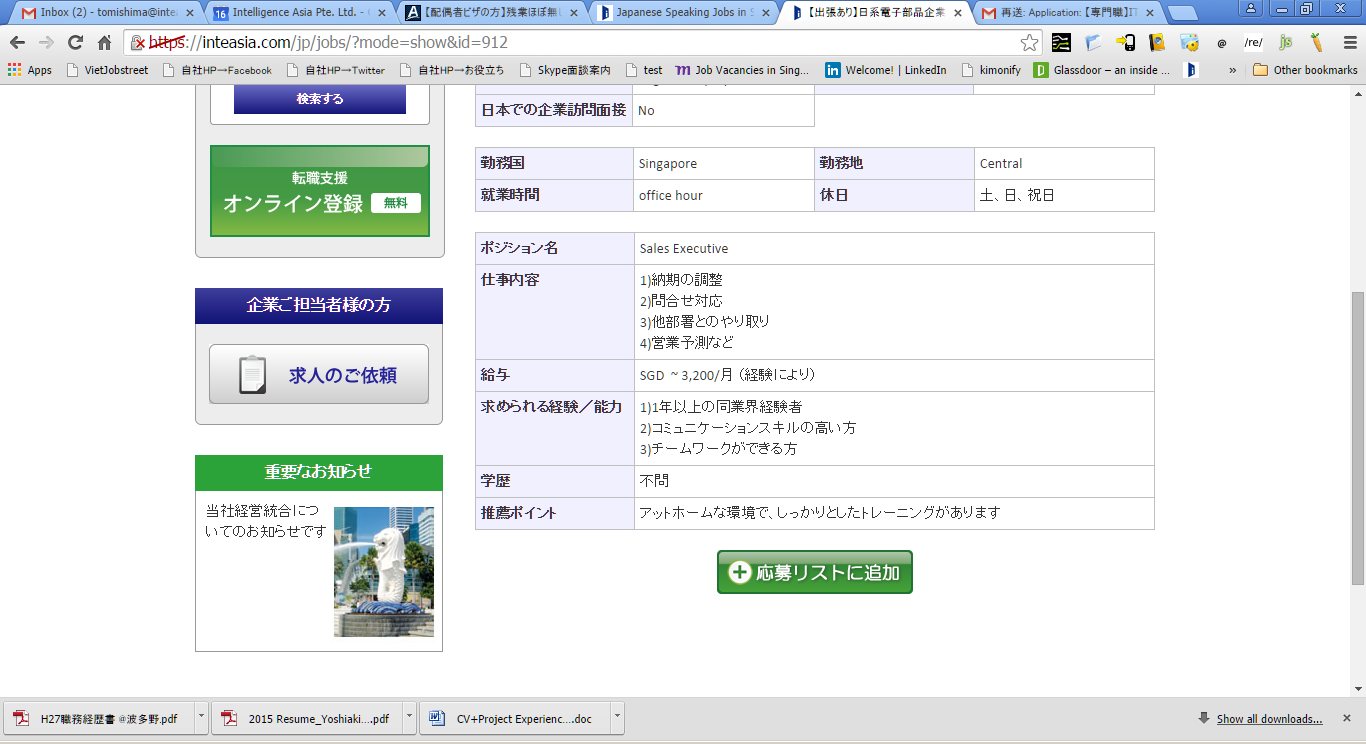 Inbox (2) - tomishima@inte
Intelligence Asia Pte. Ltd. -
【配偶者ビザの方】残業ほぼ無
Japanese Speaking Jobs in S
【出張あり】日系電子部品企業
再送: Application: 【専門職】IT
https://inteasia.com/jp/jobs/?mode=show&id=912
Apps
VietJobstreet
自社HP→Facebook
自社HP→Twitter
自社HP→お役立ち
Skype面談案内
test
Job Vacancies in Sing...
Welcome! | LinkedIn
kimonify
Glassdoor – an inside ...
»
Other bookmarks
検索する
転職支援
オンライン登録 無料
企業ご担当者様の方
求人のご依頼
重要なお知らせ
当社経営統合につ
いてのお知らせです
日本での企業訪問面接 No
勤務国 Singapore 勤務地 Central
就業時間 office hour 休日 土、日、祝日
ポジション名 Sales Executive
仕事内容 1)納期の調整
2)問合せ対応
3)他部署とのやり取り
4)営業予測など
給与 SGD ~ 3,200/月 (経験により)
求められる経験／能力 1)1年以上の同業界経験者
2)コミュニケーションスキルの高い方
3)チームワークができる方
学歴 不問
推薦ポイント アットホームな環境で、しっかりとしたトレーニングがあります
応募リストに追加
H27職務経歴書 @波多野.pdf
2015 Resume_Yoshiaki....pdf
CV+Project Experienc....doc
Show all downloads...